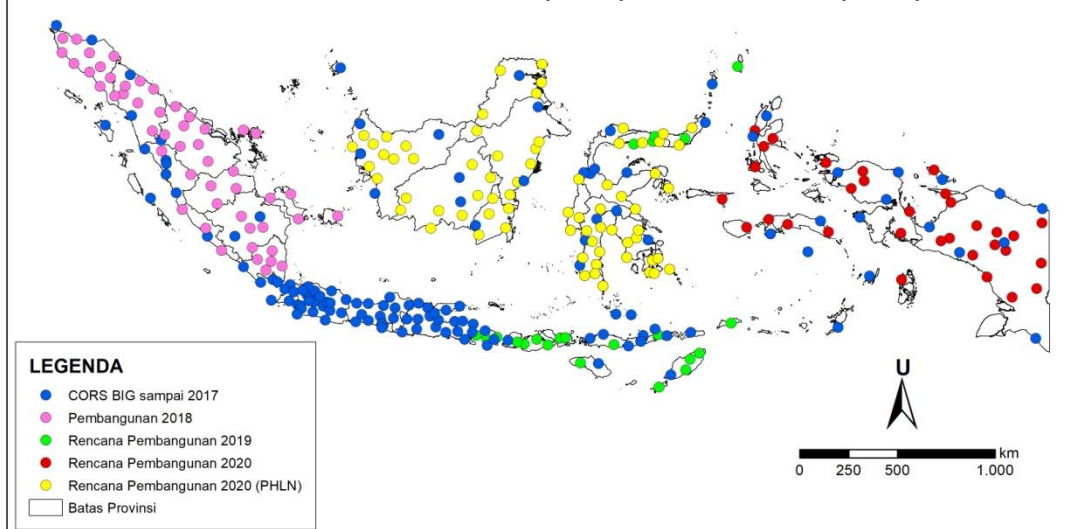 U
LEGENDA
CORS BIG sampai 2017
Pembangunan 2018
Rencana Pembangunan 2019
Rencana Pembangunan 2020
Rencana Pembangunan 2020 (PHLN)
Batas Provinsi
km
0 250 500 1.000